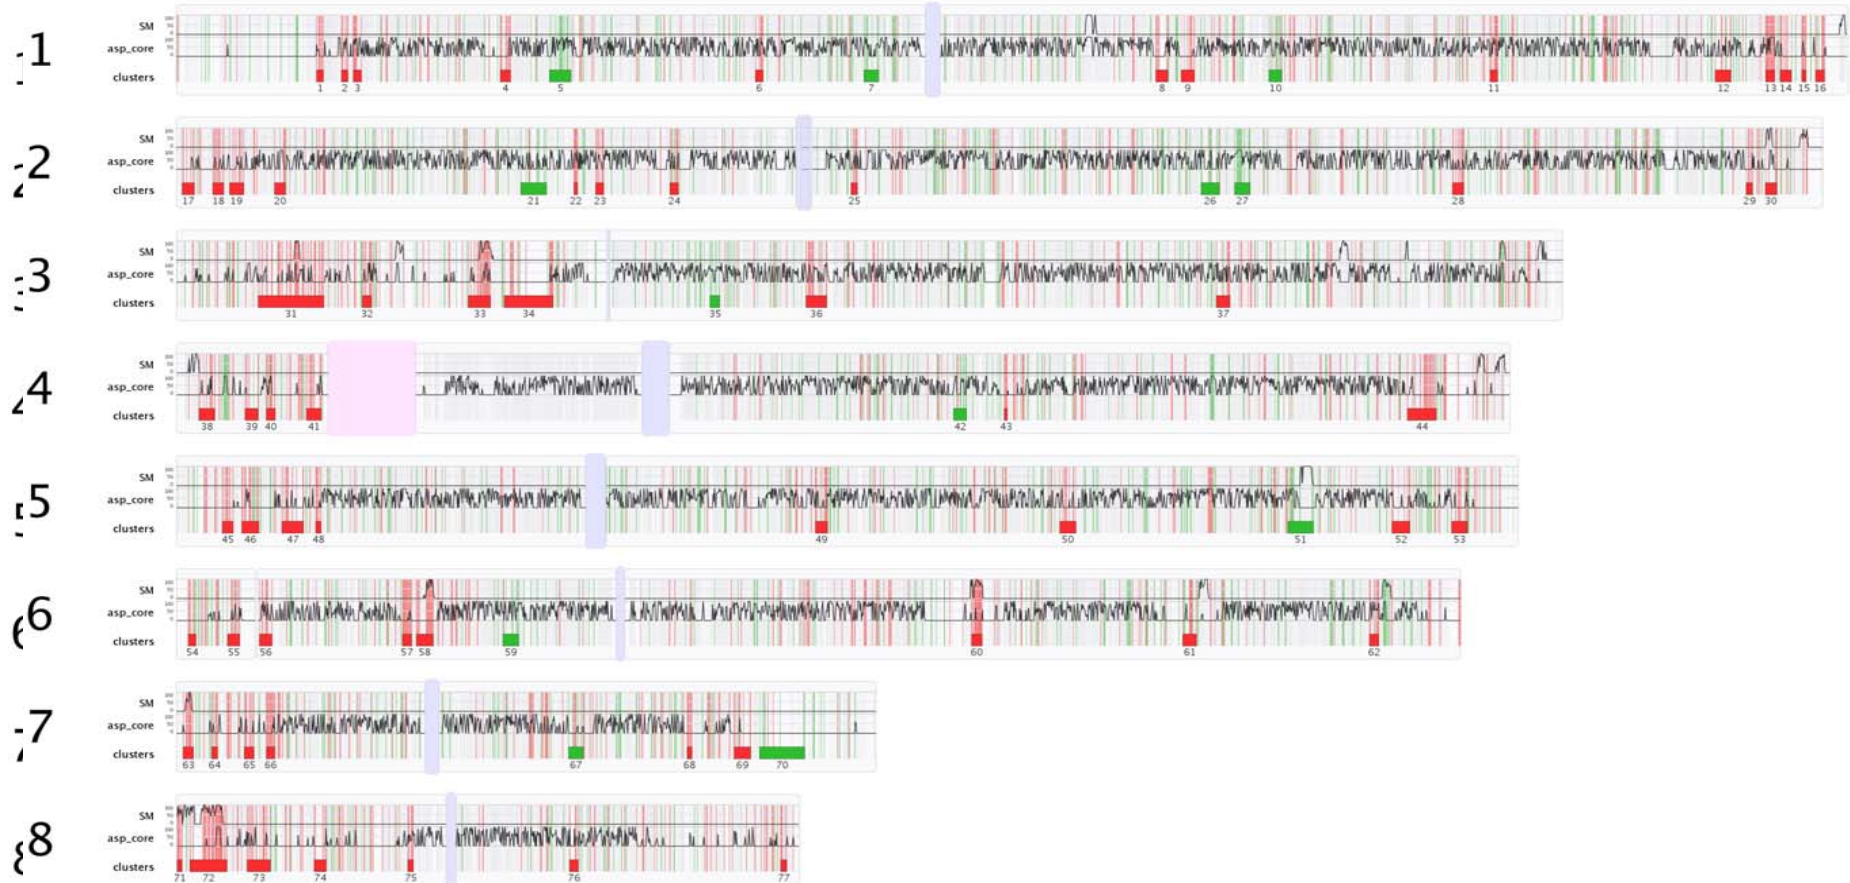 1
SM
asp_core
clusters
1 2 3 4 5 6 7 8 9 10 11 12 13 14 15 16
2
SM
asp_core
clusters
17 18 19 20 21 22 23 24 25 26 27 28 29 30
3
SM
asp_core
clusters
31 32 33 34 35 36 37
4
SM
asp_core
clusters
38 39 40 41 42 43 44
5
SM
asp_core
clusters
45 46 47 48 49 50 51 52 53
6
SM
asp_core
clusters
54 55 56 57 58 59 60 61 62
7
SM
asp_core
clusters
63 64 65 66 67 68 69 70
8
SM
asp_core
clusters
71 72 73 74 75 76 77